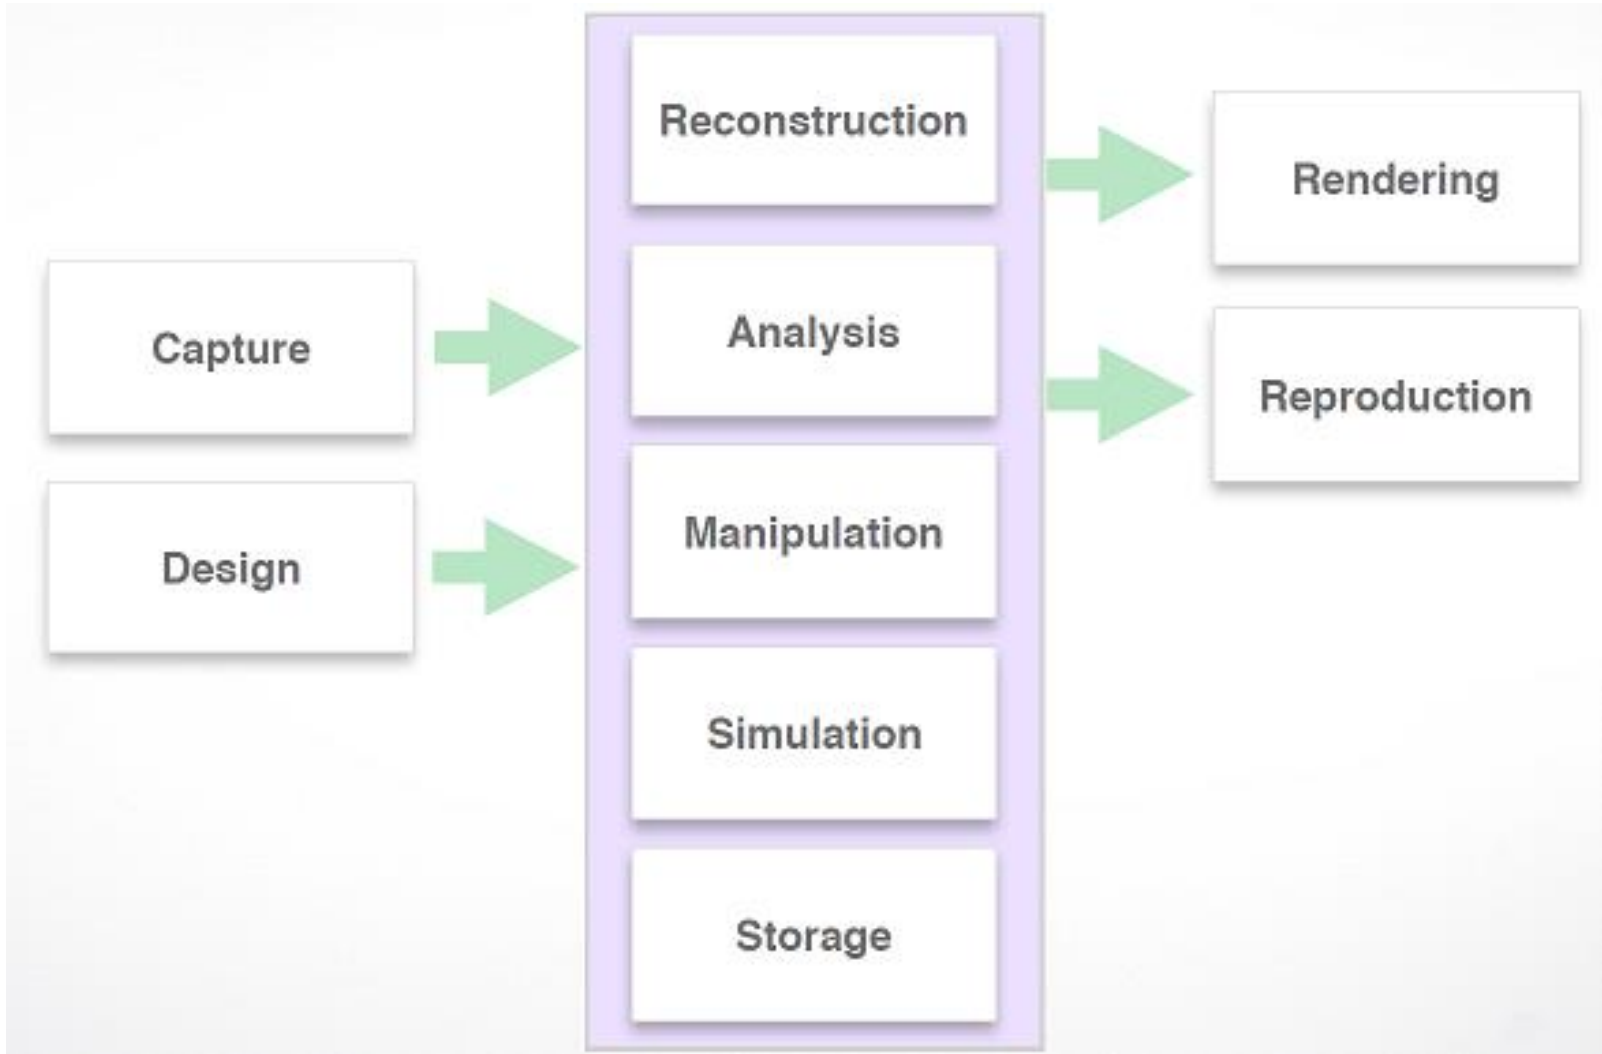 Capture
Design
Reconstruction
Analysis
Manipulation
Simulation
Storage
Rendering
Reproduction